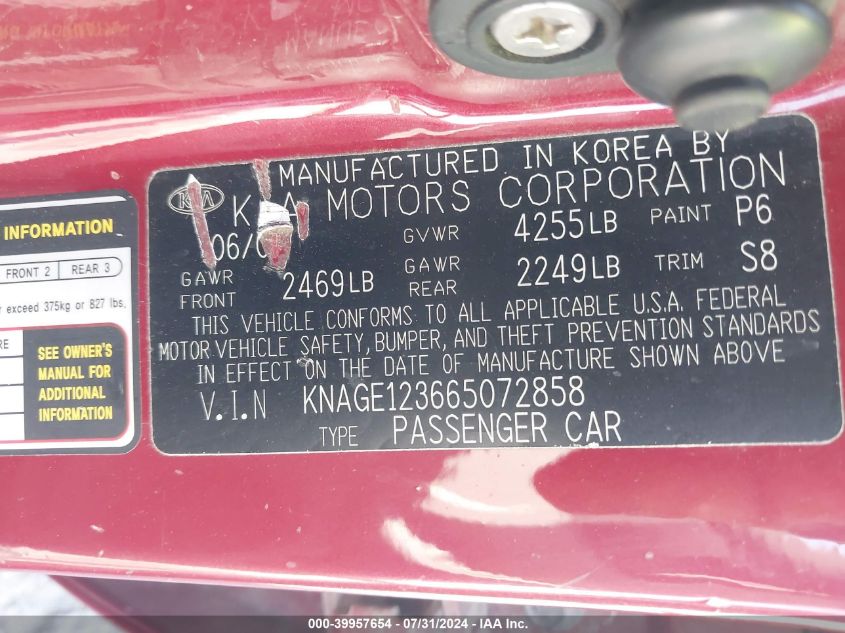 MANUFACTURED IN KOREA BY
KIA MOTORS CORPORATION
06/0
GVWR 4255LB PAINT P6
GAWR FRONT 2469LB GAWR REAR 2249LB TRIM S8
THIS VEHICLE CONFORMS TO ALL APPLICABLE U.S.A. FEDERAL
MOTOR VEHICLE SAFETY, BUMPER, AND THEFT PREVENTION STANDARDS
IN EFFECT ON THE DATE OF MANUFACTURE SHOWN ABOVE
V.I.N KNAGE123665072858
TYPE PASSENGER CAR
INFORMATION
FRONT 2 REAR 3
exceed 375kg or 827 lbs.
SEE OWNER'S
MANUAL FOR
ADDITIONAL
INFORMATION
000-39957654 - 07/31/2024 - IAA Inc.